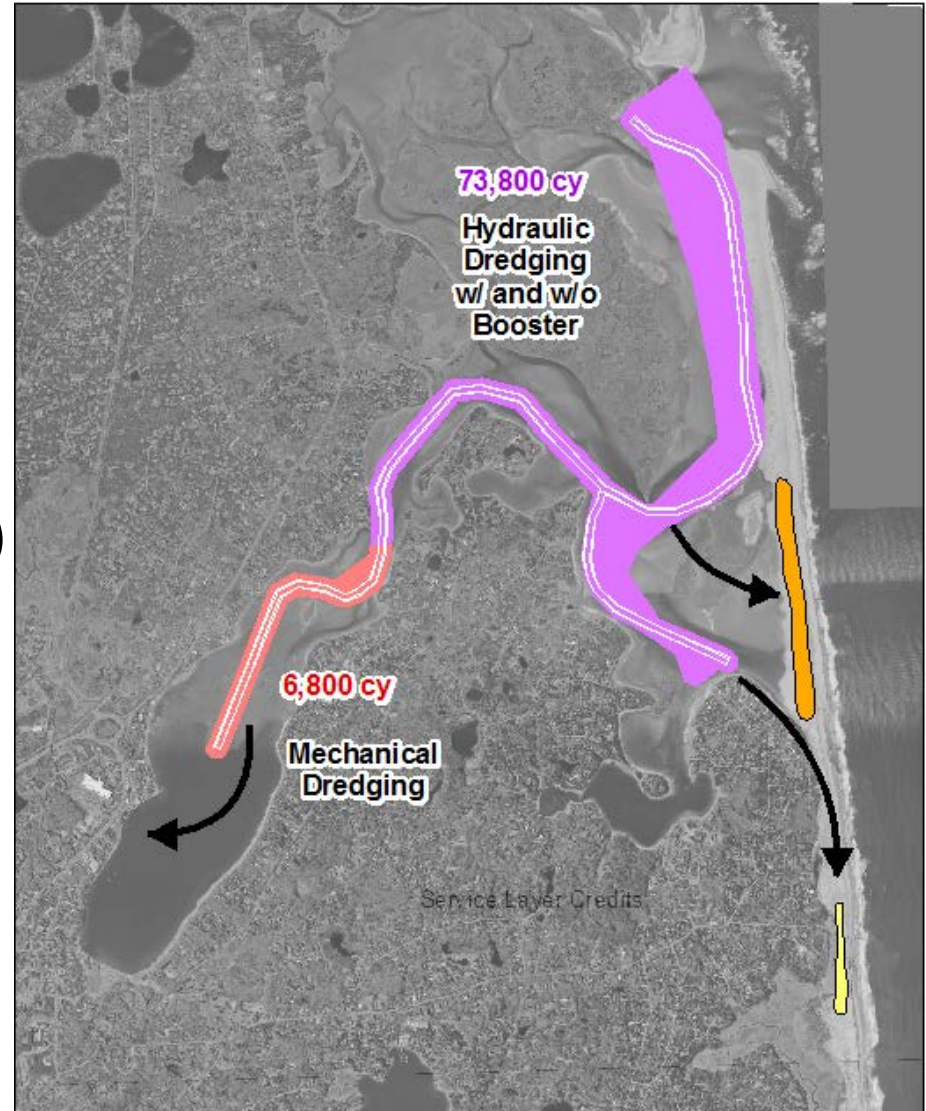 73,800 cy
Hydraulic
Dredging
w/ and w/o
Booster
)
6,800 cy
Mechanical
Dredging
Service Layer Credits